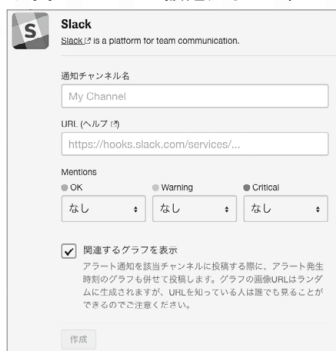 Slack
Slack is a platform for team communication.
通知チャンネル名
My Channel
URL (ヘルプ)
https://hooks.slack.com/services/...
Mentions
OK
Warning
Critical
なし
なし
なし
関連するグラフを表示
アラート通知を該当チャンネルに投稿する際に、アラート発生
時刻のグラフも併せて投稿します。グラフの画像URLはランダ
ムに生成されますが、URLを知っている人は誰でも見ることが
できるのでご注意ください。
作成